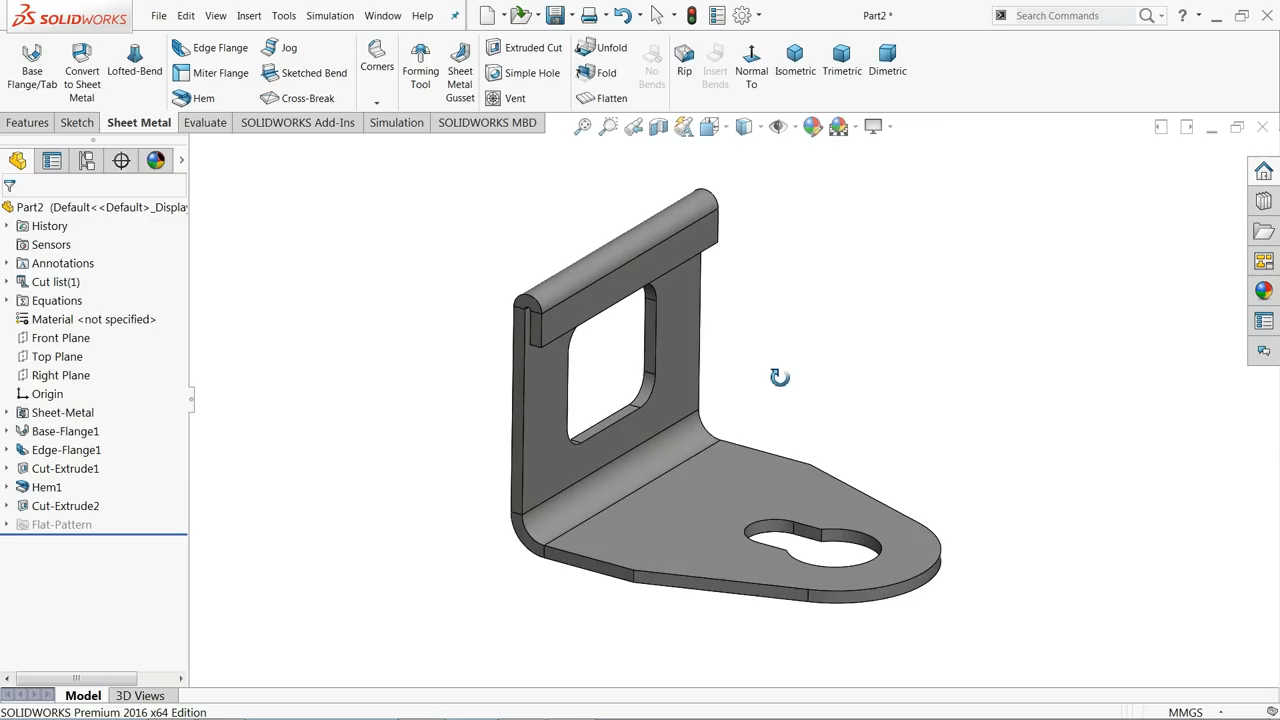 SOLIDWORKS
File Edit View Insert Tools Simulation Window Help
Part2 *
Search Commands
?
Base Flange/Tab
Convert to Sheet Metal
Lofted-Bend
Edge Flange
Miter Flange
Hem
Jog
Sketched Bend
Cross-Break
Corners
Forming Tool
Sheet Metal Gusset
Extruded Cut
Simple Hole
Vent
Unfold
Fold
Flatten
No Bends
Rip
Insert Bends
Normal To
Isometric
Trimetric
Dimetric
Features Sketch Sheet Metal Evaluate SOLIDWORKS Add-Ins Simulation SOLIDWORKS MBD
Part2 (Default<<Default>_Displa
History
Sensors
Annotations
Cut list(1)
Equations
Material <not specified>
Front Plane
Top Plane
Right Plane
Origin
Sheet-Metal
Base-Flange1
Edge-Flange1
Cut-Extrude1
Hem1
Cut-Extrude2
Flat-Pattern
Model 3D Views
SOLIDWORKS Premium 2016 x64 Edition
MMGS